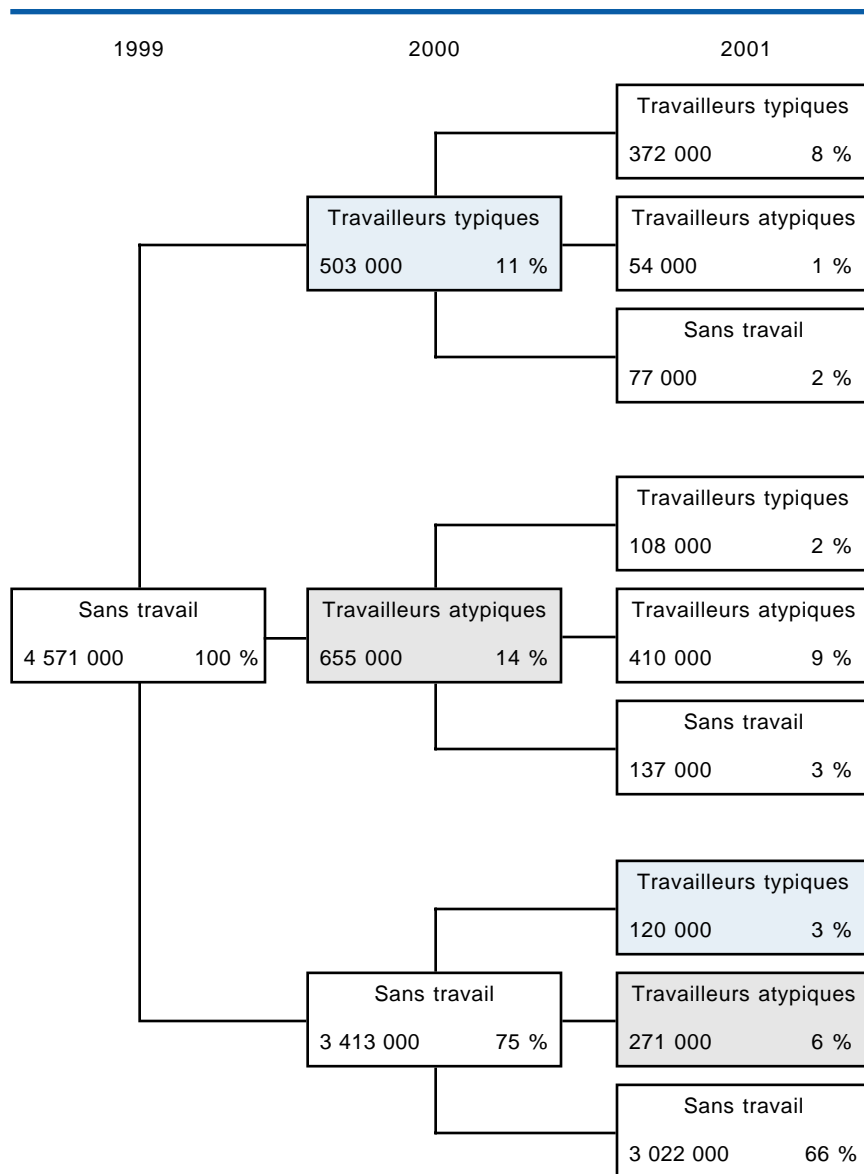 1999 2000 2001
Travailleurs typiques
372 000 8 %
Travailleurs typiques
503 000 11 %
Travailleurs atypiques
54 000 1 %
Sans travail
77 000 2 %
Travailleurs typiques
108 000 2 %
Sans travail
4 571 000 100 %
Travailleurs atypiques
655 000 14 %
Travailleurs atypiques
410 000 9 %
Sans travail
137 000 3 %
Travailleurs typiques
120 000 3 %
Sans travail
3 413 000 75 %
Travailleurs atypiques
271 000 6 %
Sans travail
3 022 000 66 %